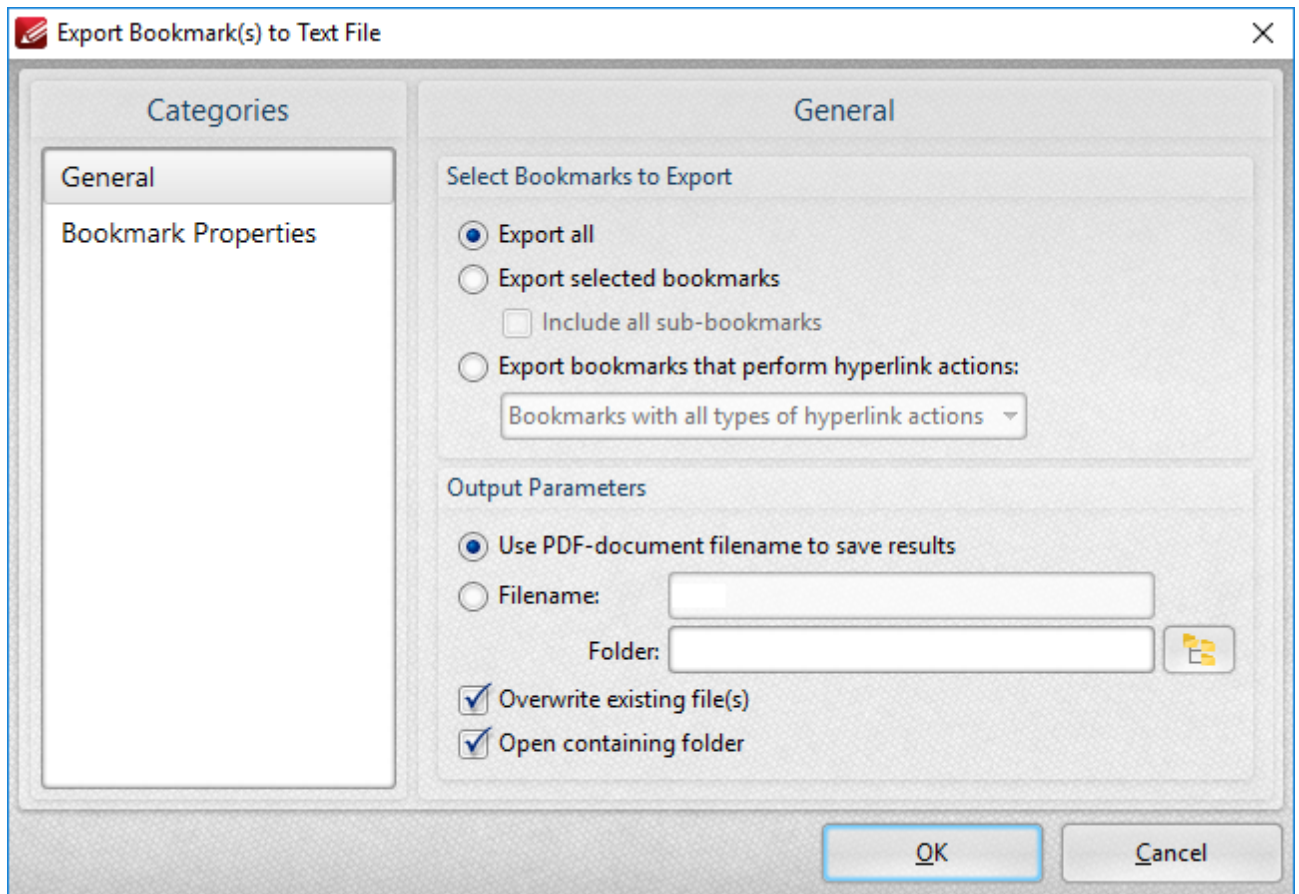 Export Bookmark(s) to Text File
Categories
General
Bookmark Properties
General
Select Bookmarks to Export
Export all
Export selected bookmarks
Include all sub-bookmarks
Export bookmarks that perform hyperlink actions:
Bookmarks with all types of hyperlink actions
Output Parameters
Use PDF-document filename to save results
Filename:
Folder:
Overwrite existing file(s)
Open containing folder
OK
Cancel